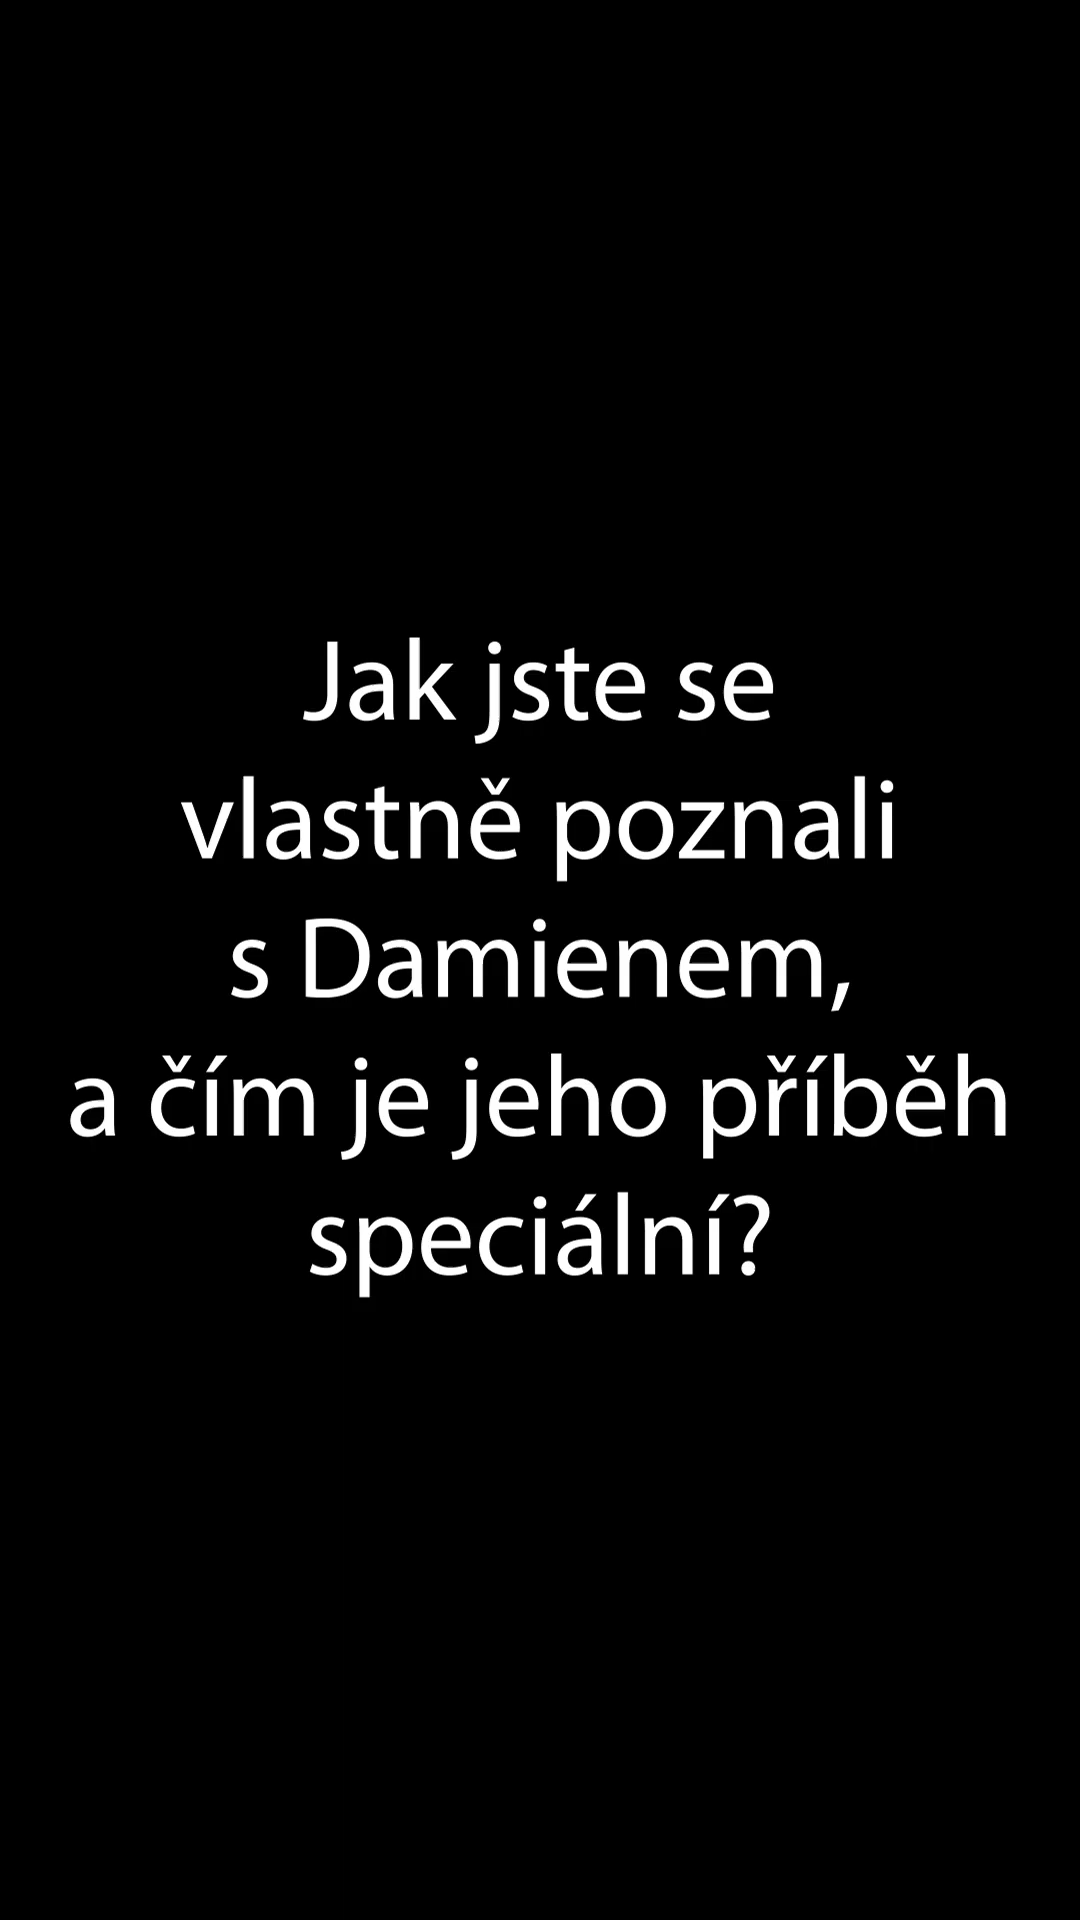 Jak jste se
vlastně poznali
s Damienem,
a čím je jeho příběh
speciální?